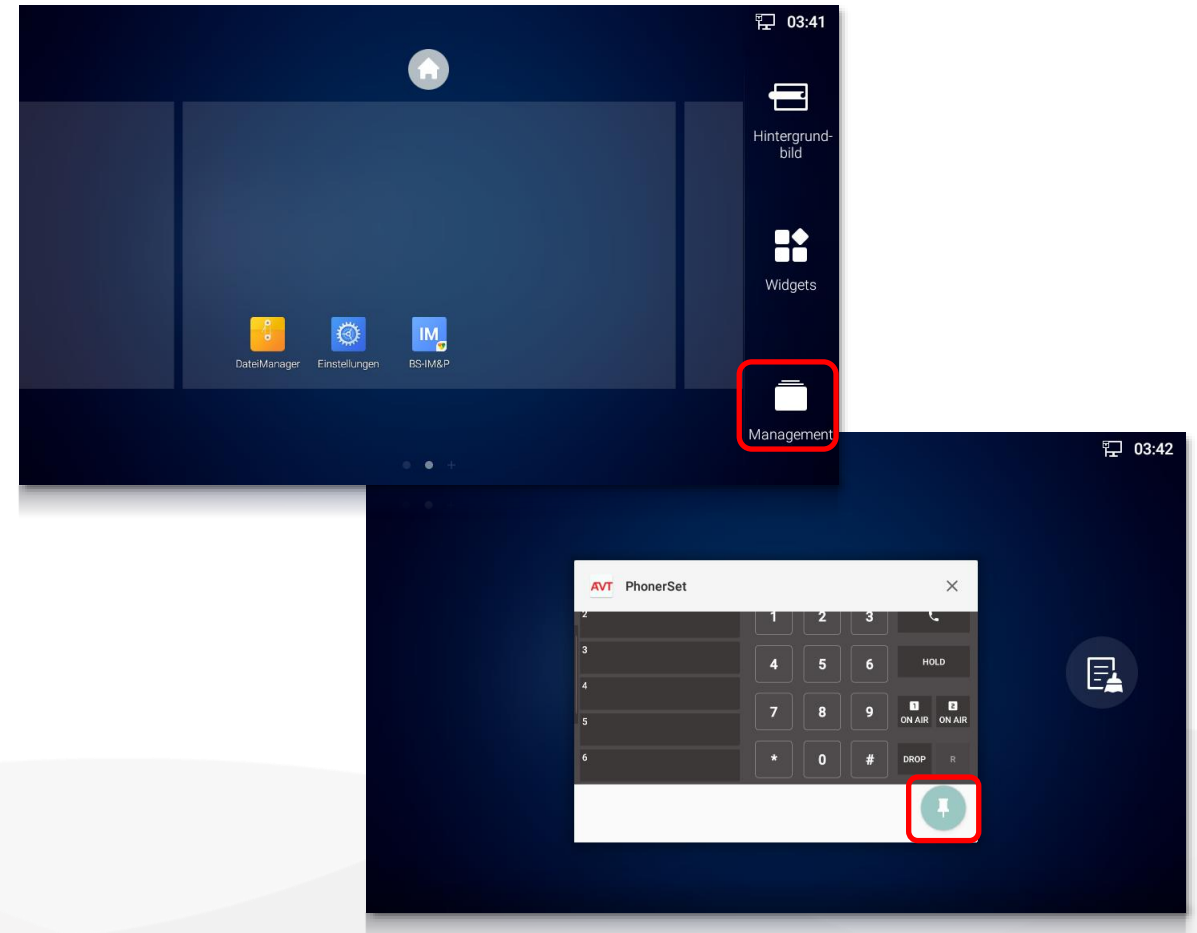 03:41
Hintergrund-
bild
Widgets
DateiManager Einstellungen IM BS-IM&P
Management
03:42
AVT PhonerSet
2 1 2 3
3
4 5 6 HOLD
4
7 8 9 1 ON AIR 2 ON AIR
5
6 * 0 # DROP R